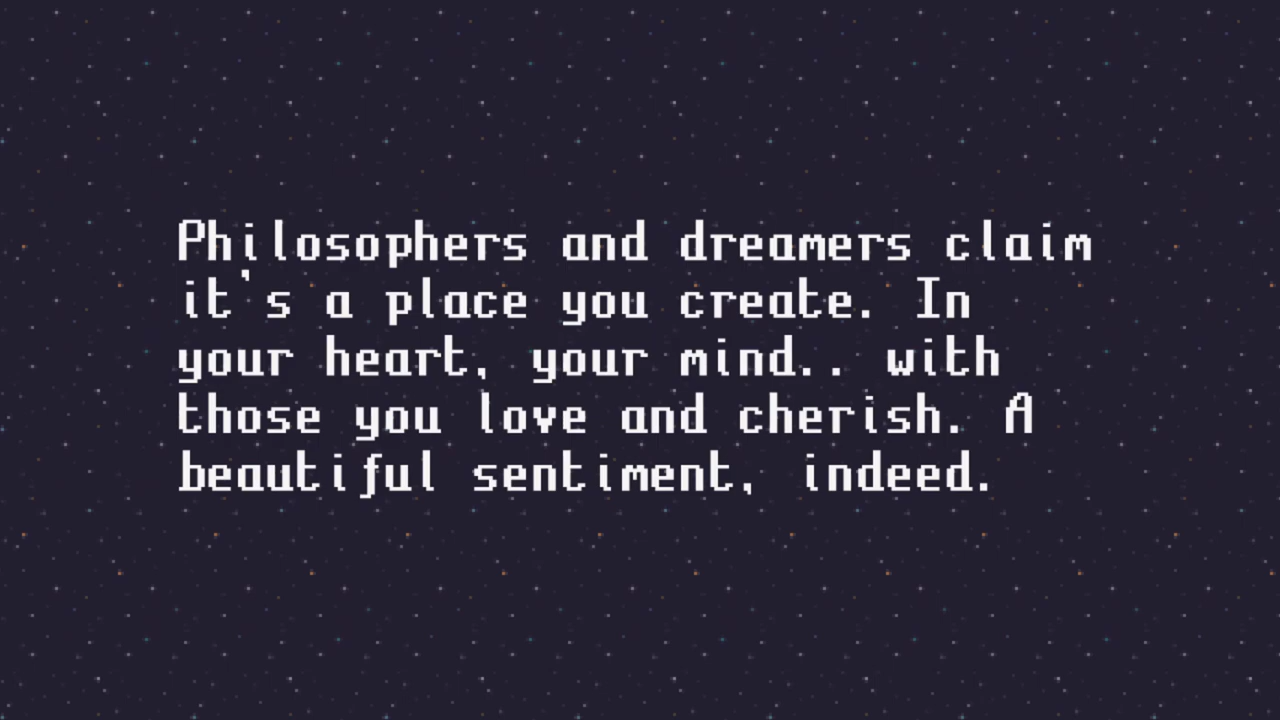 Philosophers and dreamers claim
it's a place you create. In
your heart, your mind.. with
those you love and cherish. A
beautiful sentiment, indeed.